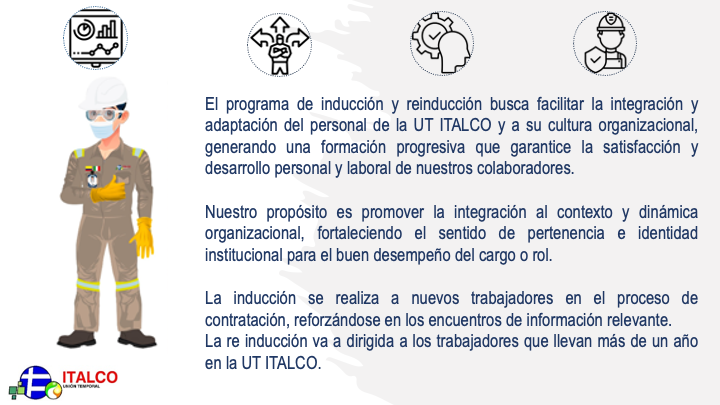 El programa de inducción y reinducción busca facilitar la integración y
adaptación del personal de la UT ITALCO y a su cultura organizacional,
generando una formación progresiva que garantice la satisfacción y
desarrollo personal y laboral de nuestros colaboradores.
Nuestro propósito es promover la integración al contexto y dinámica
organizacional, fortaleciendo el sentido de pertenencia e identidad
institucional para el buen desempeño del cargo o rol.
La inducción se realiza a nuevos trabajadores en el proceso de
contratación, reforzándose en los encuentros de información relevante.
La re inducción va a dirigida a los trabajadores que llevan más de un año
en la UT ITALCO.
ITALCO
UNIÓN TEMPORAL